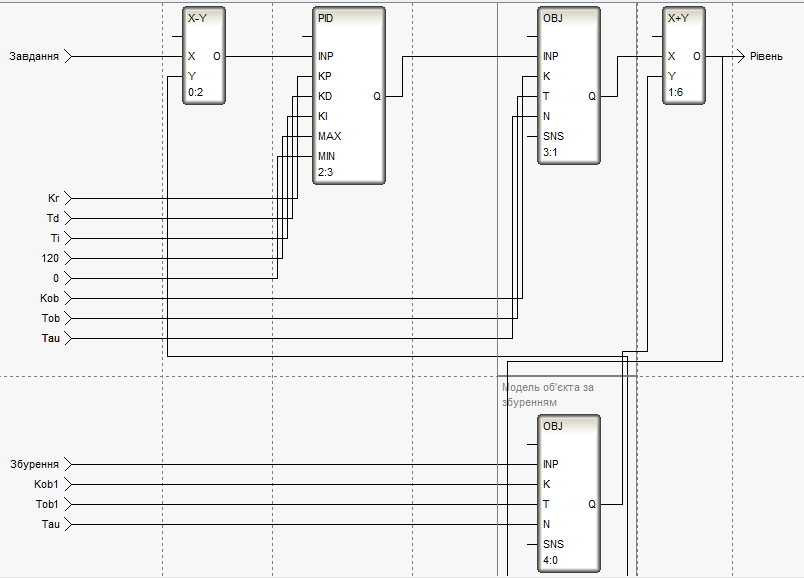 X-Y
X O
Y
0:2
PID
INP
KP
KD Q
KI
MAX
MIN
2:3
OBJ
INP
K
T Q
N
SNS
3:1
X+Y
X O
Y
1:6
Завдання
Рівень
Kr
Td
Ti
120
0
Kob
Tob
Tau
Модель об'єкта за
збуренням
OBJ
INP
K
T Q
N
SNS
4:0
Збурення
Kob1
Tob1
Tau